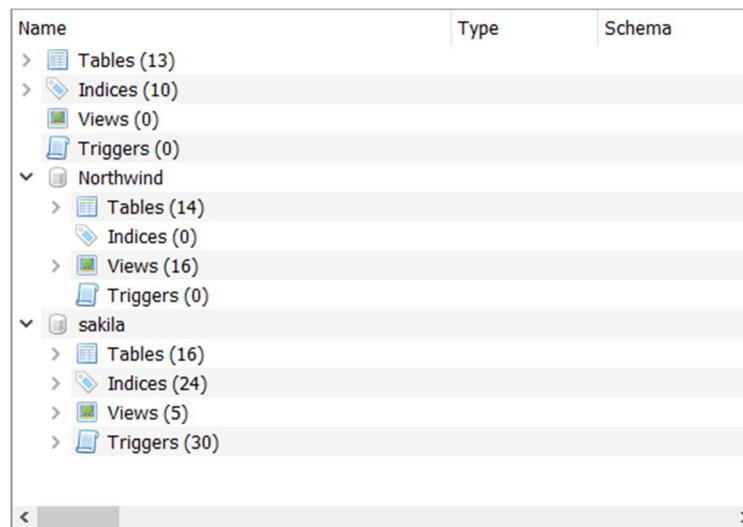 Name Type Schema
Tables (13)
Indices (10)
Views (0)
Triggers (0)
Northwind
Tables (14)
Indices (0)
Views (16)
Triggers (0)
sakila
Tables (16)
Indices (24)
Views (5)
Triggers (30)